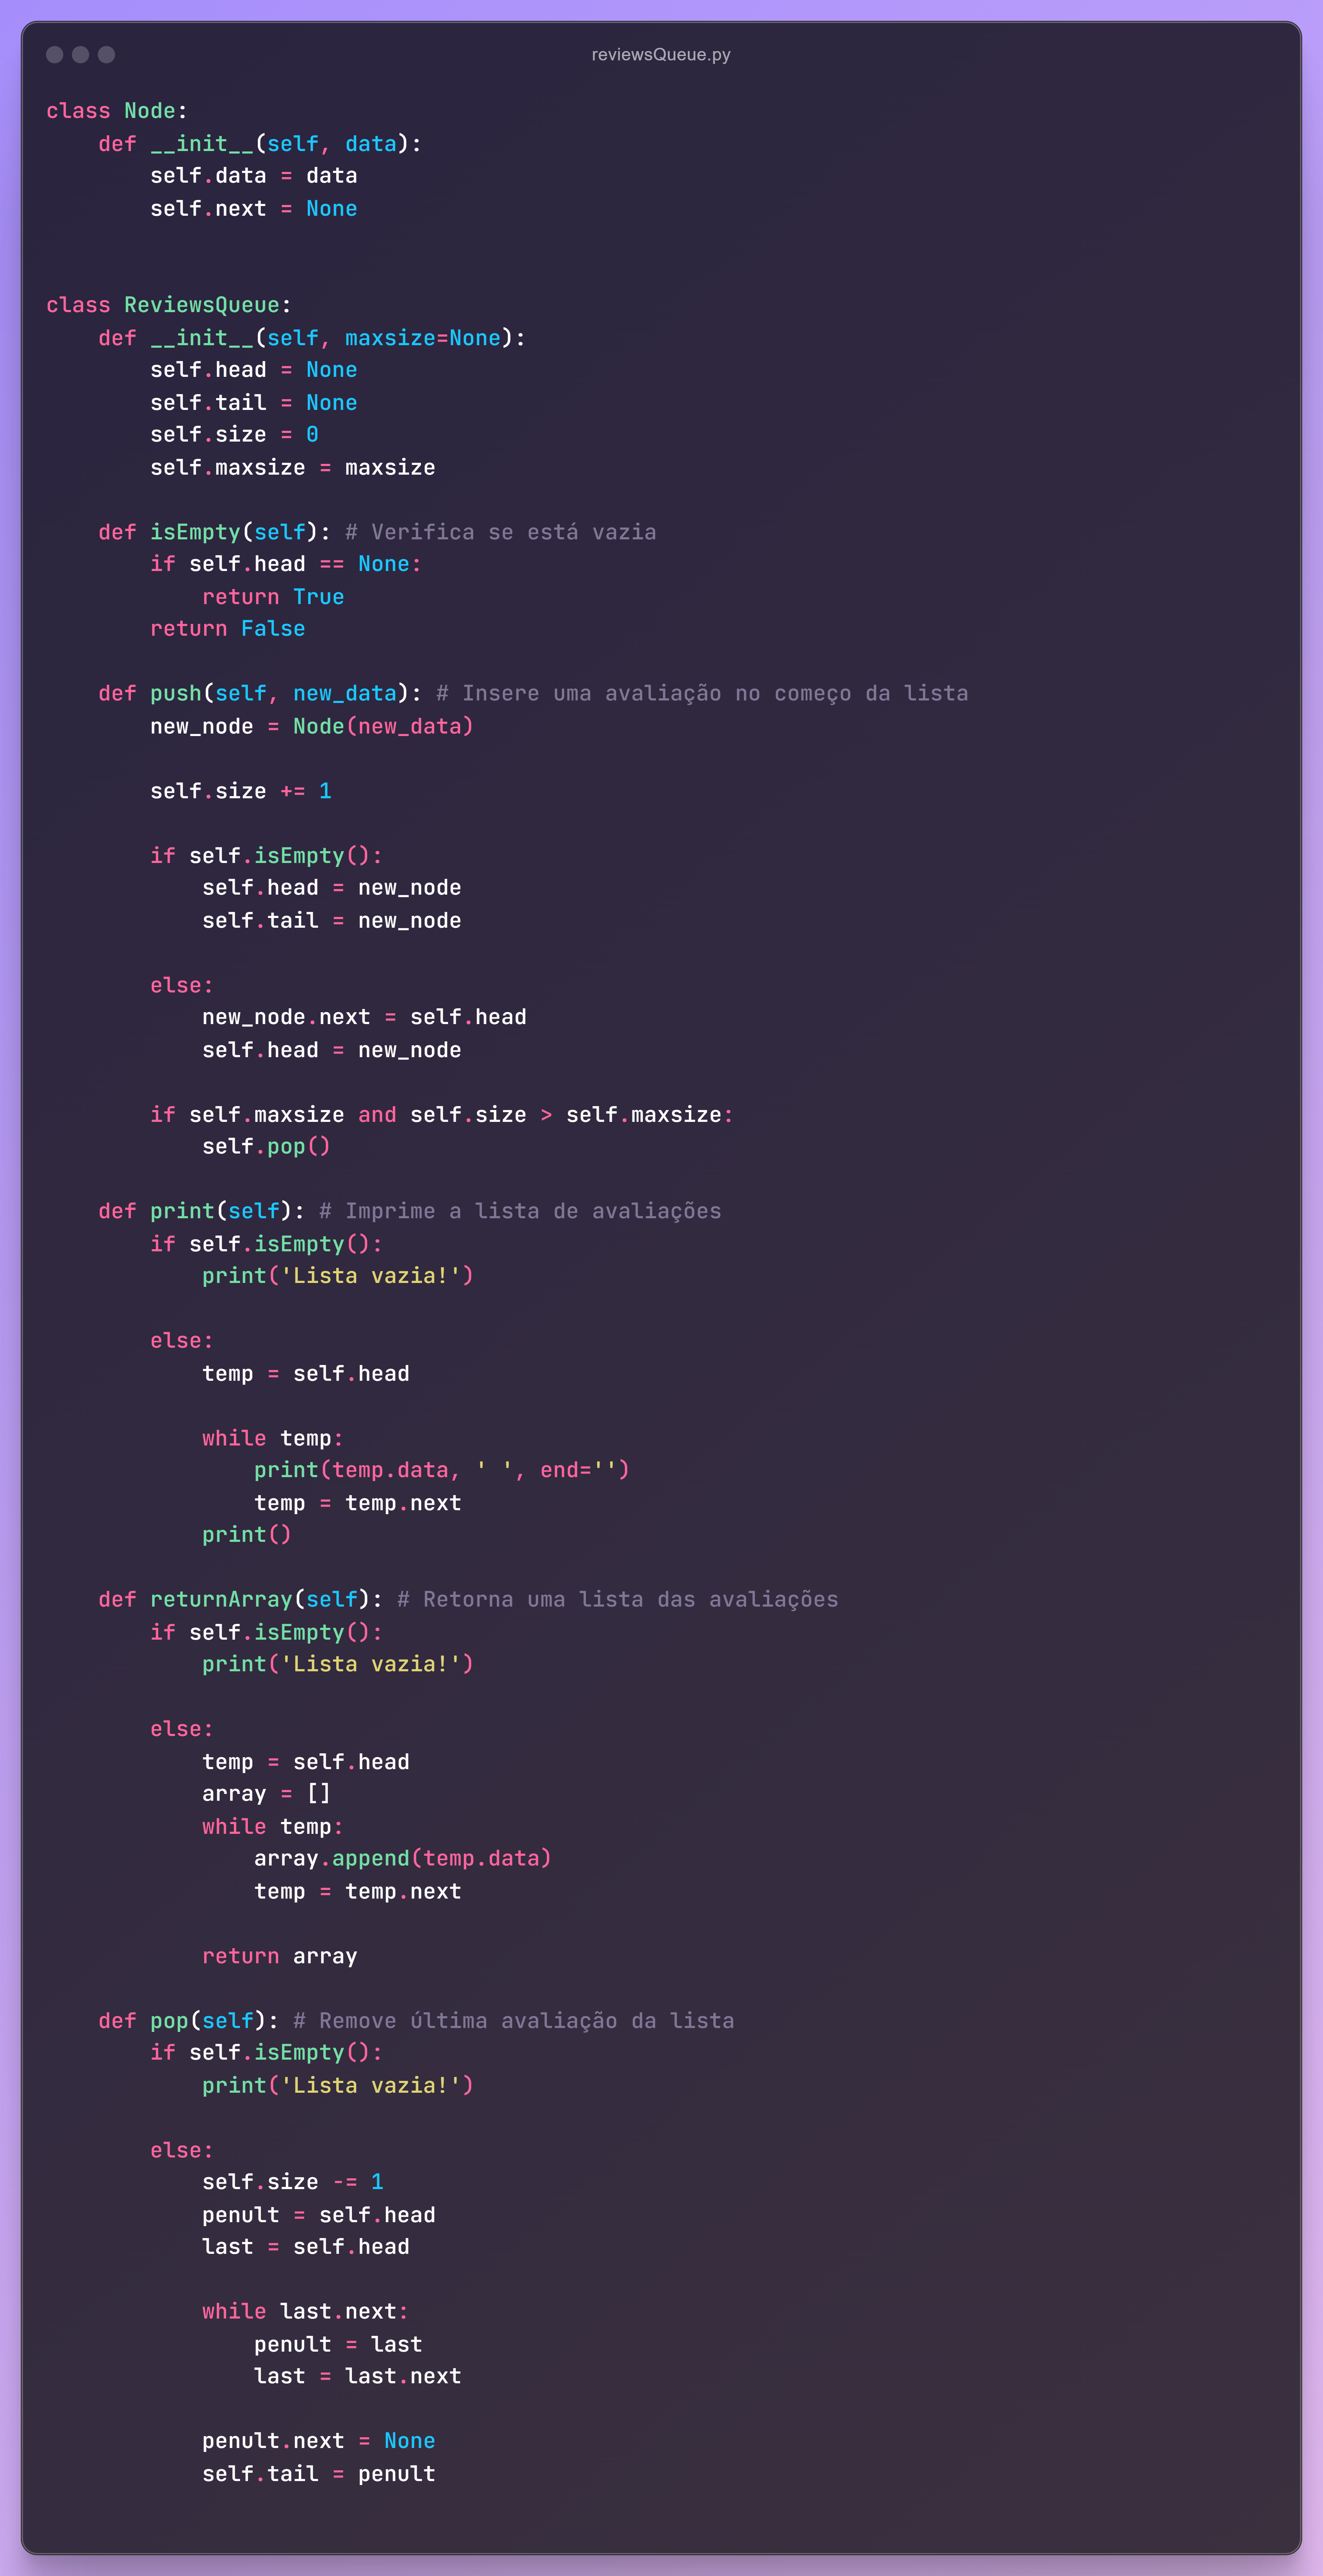 reviewsQueue.py
class Node:
    def __init__(self, data):
        self.data = data
        self.next = None
class ReviewsQueue:
    def __init__(self, maxsize=None):
        self.head = None
        self.tail = None
        self.size = 0
        self.maxsize = maxsize
    def isEmpty(self): # Verifica se está vazia
        if self.head == None:
            return True
        return False
    def push(self, new_data): # Insere uma avaliação no começo da lista
        new_node = Node(new_data)
        self.size += 1
        if self.isEmpty():
            self.head = new_node
            self.tail = new_node
        else:
            new_node.next = self.head
            self.head = new_node
        if self.maxsize and self.size > self.maxsize:
            self.pop()
    def print(self): # Imprime a lista de avaliações
        if self.isEmpty():
            print('Lista vazia!')
        else:
            temp = self.head
            while temp:
                print(temp.data, ' ', end='')
                temp = temp.next
            print()
    def returnArray(self): # Retorna uma lista das avaliações
        if self.isEmpty():
            print('Lista vazia!')
        else:
            temp = self.head
            array = []
            while temp:
                array.append(temp.data)
                temp = temp.next
            return array
    def pop(self): # Remove última avaliação da lista
        if self.isEmpty():
            print('Lista vazia!')
        else:
            self.size -= 1
            penult = self.head
            last = self.head
            while last.next:
                penult = last
                last = last.next
            penult.next = None
            self.tail = penult